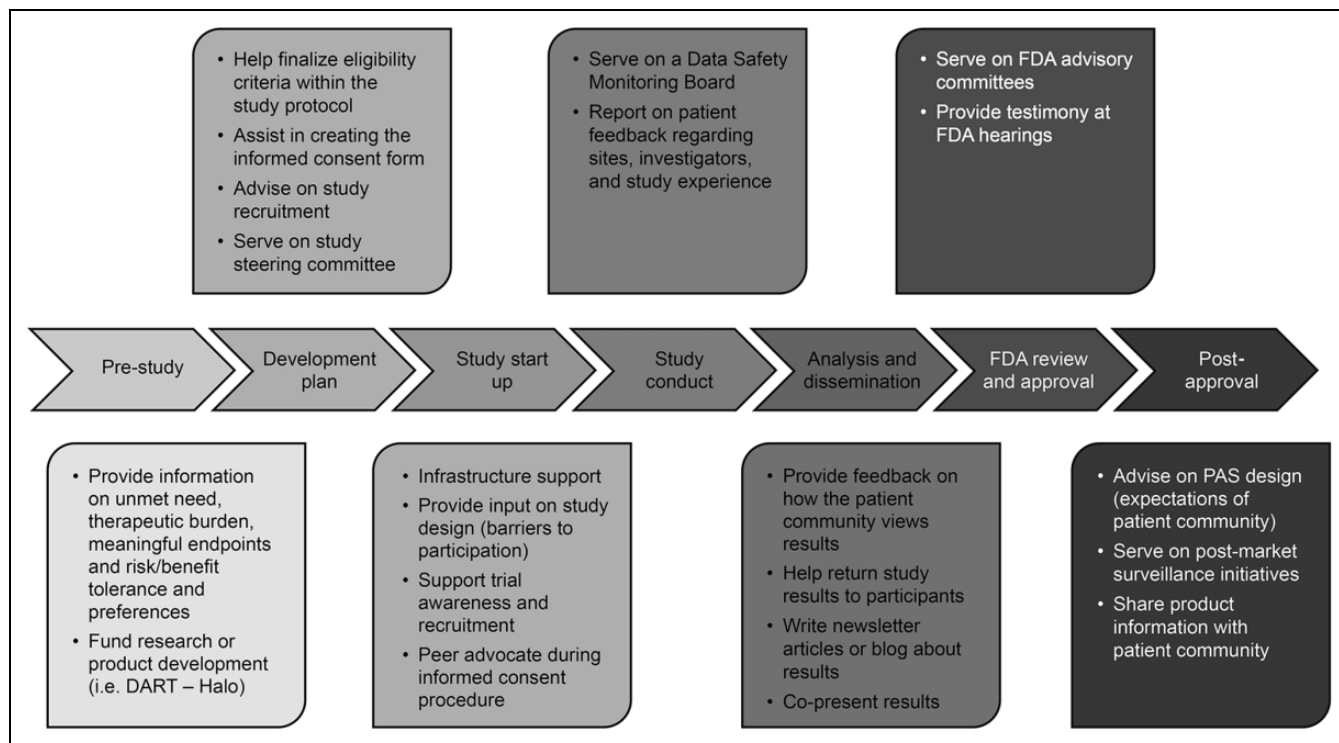 • Help finalize eligibility
criteria within the
study protocol
• Assist in creating the
informed consent form
• Advise on study
recruitment
• Serve on study
steering committee
• Serve on a Data Safety
Monitoring Board
• Report on patient
feedback regarding
sites, investigators,
and study experience
• Serve on FDA advisory
committees
• Provide testimony at
FDA hearings
Pre-study
Development
plan
Study start
up
Study
conduct
Analysis and
dissemination
FDA review
and approval
Post-
approval
• Provide information
on unmet need,
therapeutic burden,
meaningful endpoints
and risk/benefit
tolerance and
preferences
• Fund research or
product development
(i.e. DART – Halo)
• Infrastructure support
• Provide input on study
design (barriers to
participation)
• Support trial
awareness and
recruitment
• Peer advocate during
informed consent
procedure
• Provide feedback on
how the patient
community views
results
• Help return study
results to participants
• Write newsletter
articles or blog about
results
• Co-present results
• Advise on PAS design
(expectations of
patient community)
• Serve on post-market
surveillance initiatives
• Share product
information with
patient community